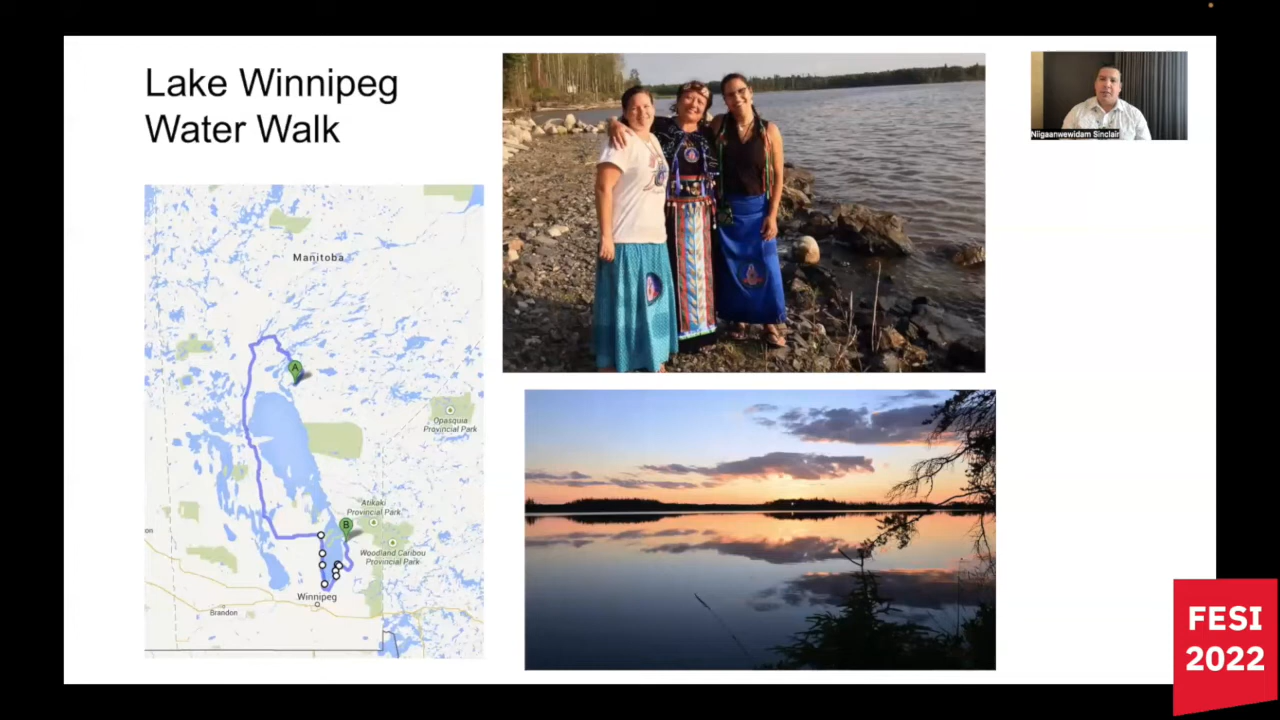 Lake Winnipeg
Water Walk
Niigaanwewidam Sinclair
Manitoba
A
Opasquia
Provincial Park
B
Atikaki
Provincial Park
Woodland Caribou
Provincial Park
on
Winnipeg
Brandon
FESI
2022